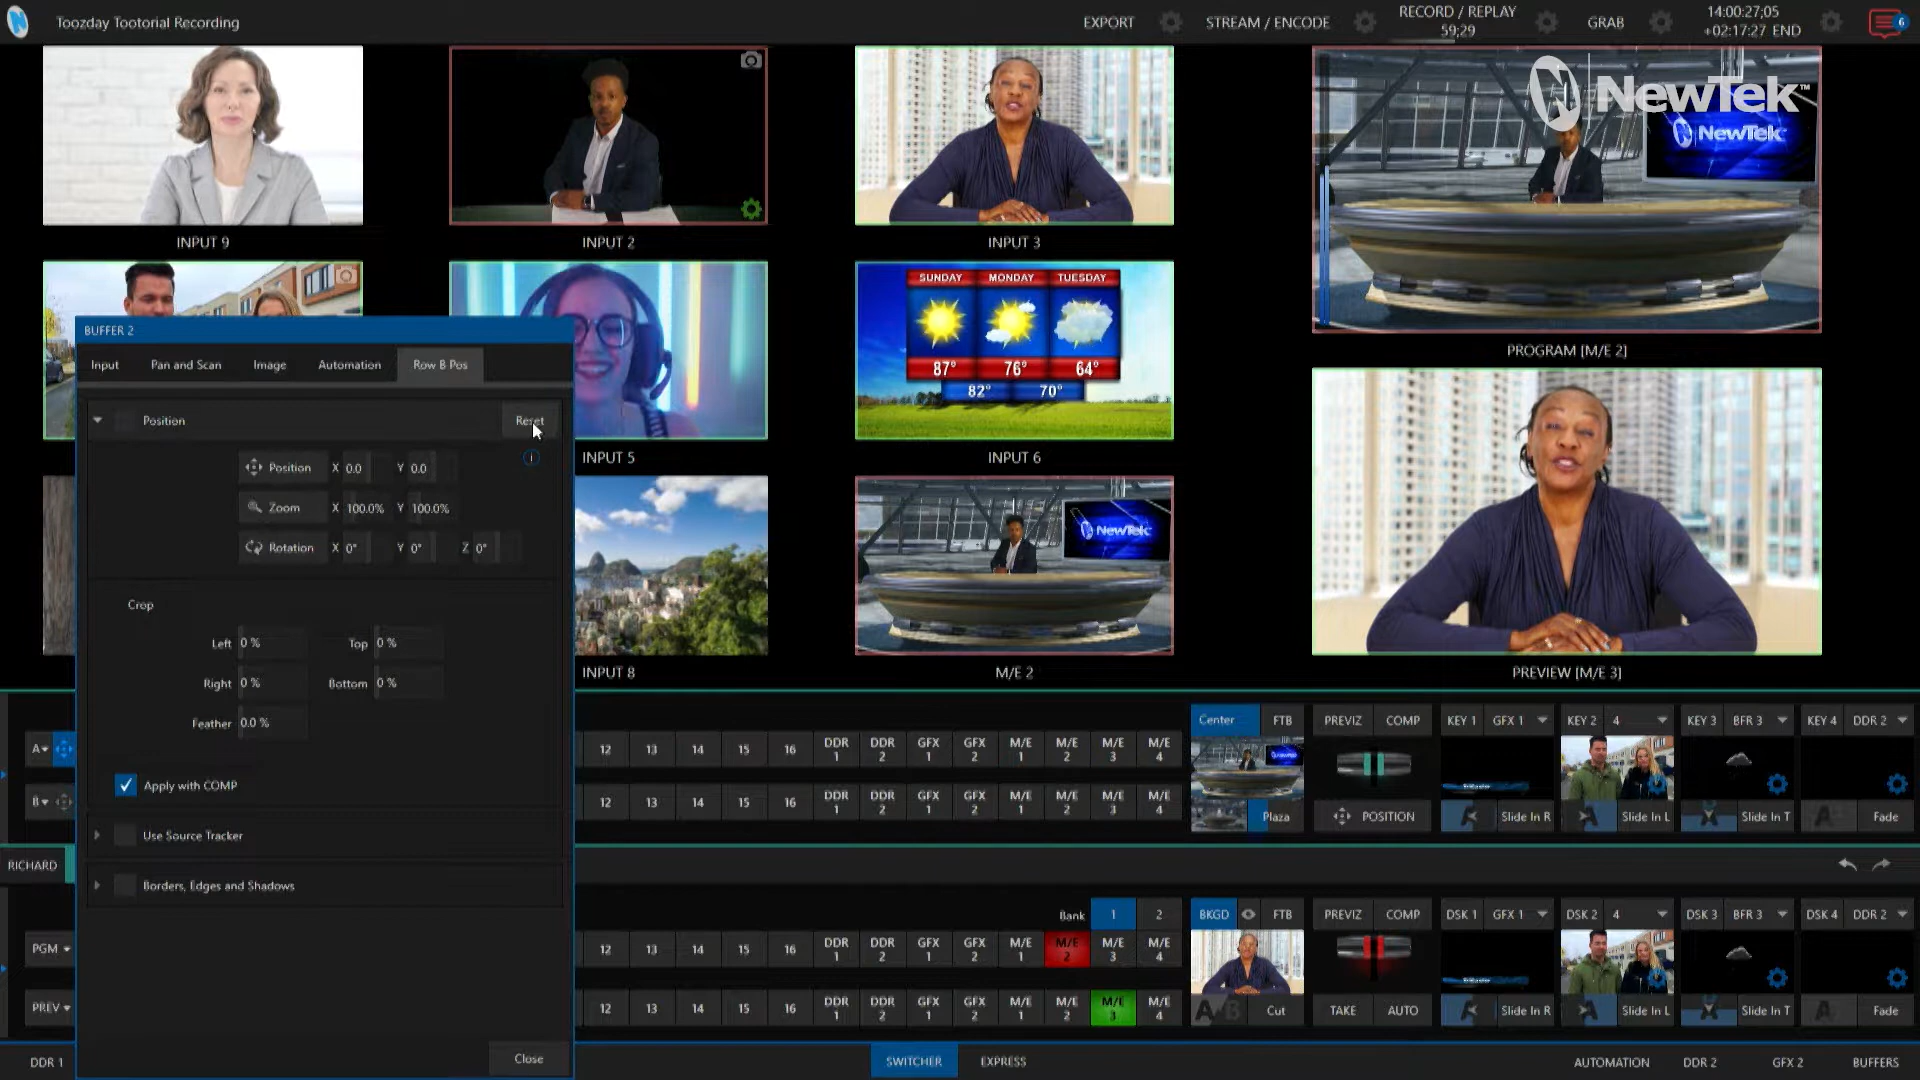 Toozday Tootorial Recording
EXPORT
STREAM / ENCODE
RECORD / REPLAY
59;29
GRAB
14:00:27;05
+02:17:27 END
6
INPUT 9
INPUT 2
INPUT 3
NewTek™
NewTek
PROGRAM [M/E 2]
SUNDAY MONDAY TUESDAY
87° 76° 64°
82° 70°
INPUT 5
INPUT 6
BUFFER 2
Input Pan and Scan Image Automation Row B Pos
Position Reset
Position X 0.0 Y 0.0
Zoom X 100.0% Y 100.0%
Rotation X 0° Y 0° Z 0°
Crop
Left 0 % Top 0 %
Right 0 % Bottom 0 %
Feather 0.0 %
Apply with COMP
Use Source Tracker
Borders, Edges and Shadows
Close
NewTek
INPUT 8
M/E 2
PREVIEW [M/E 3]
A 12 13 14 15 16 DDR 1 DDR 2 GFX 1 GFX 2 M/E 1 M/E 2 M/E 3 M/E 4
B 12 13 14 15 16 DDR 1 DDR 2 GFX 1 GFX 2 M/E 1 M/E 2 M/E 3 M/E 4
Center FTB PREVIZ COMP KEY 1 GFX 1 KEY 2 4 KEY 3 BFR 3 KEY 4 DDR 2
Plaza POSITION Slide In R Slide In L Slide In T Fade
RICHARD
Bank 1 2
BKGD FTB PREVIZ COMP DSK 1 GFX 1 DSK 2 4 DSK 3 BFR 3 DSK 4 DDR 2
PGM 12 13 14 15 16 DDR 1 DDR 2 GFX 1 GFX 2 M/E 1 M/E 2 M/E 3 M/E 4
PREV 12 13 14 15 16 DDR 1 DDR 2 GFX 1 GFX 2 M/E 1 M/E 2 M/E 3 M/E 4
Cut TAKE AUTO Slide In R Slide In L Slide In T Fade
DDR 1
SWITCHER EXPRESS
AUTOMATION DDR 2 GFX 2 BUFFERS